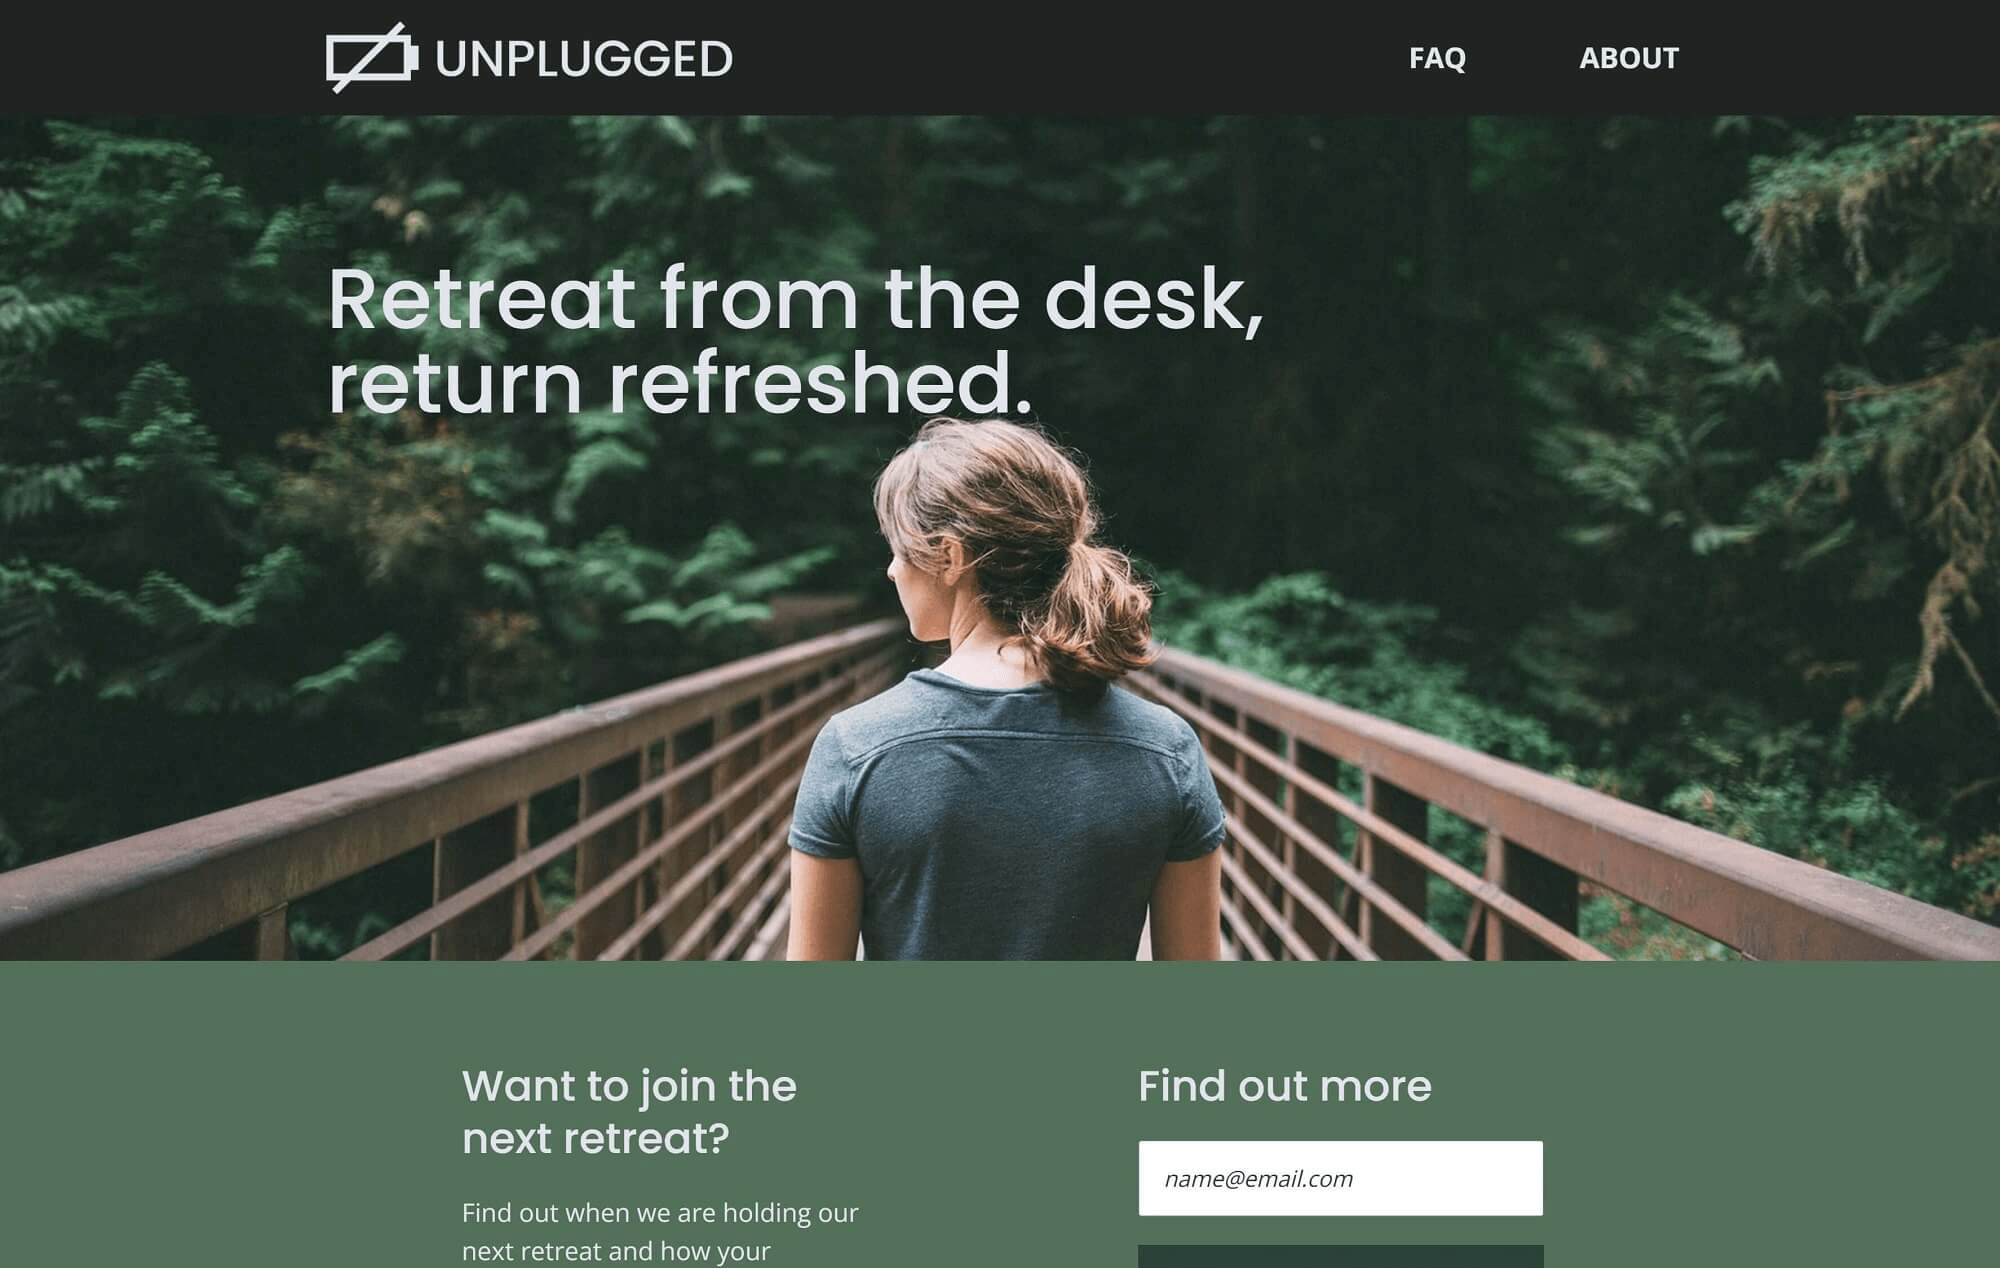 UNPLUGGED
FAQ
ABOUT
Retreat from the desk,
return refreshed.
Want to join the
next retreat?
Find out when we are holding our
next retreat and how your
Find out more
name@email.com